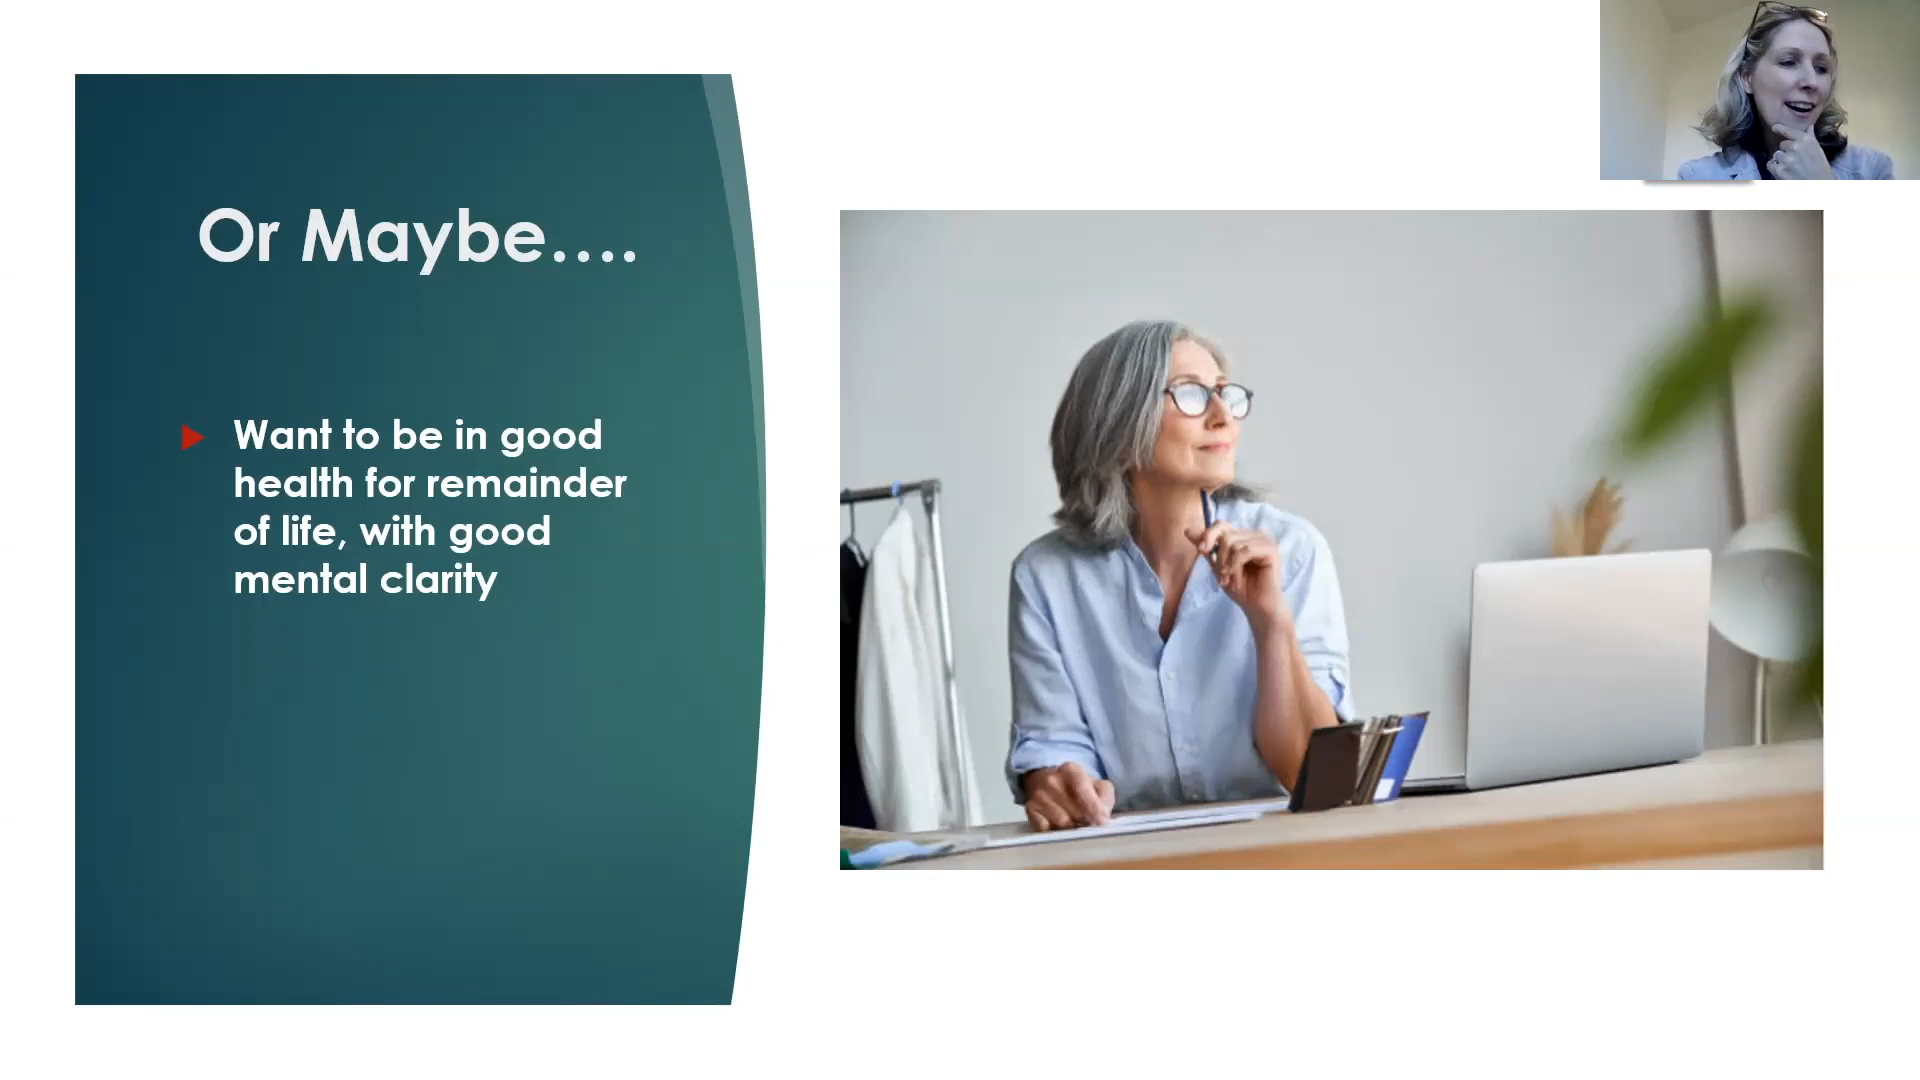 Or Maybe....
Want to be in good
health for remainder
of life, with good
mental clarity